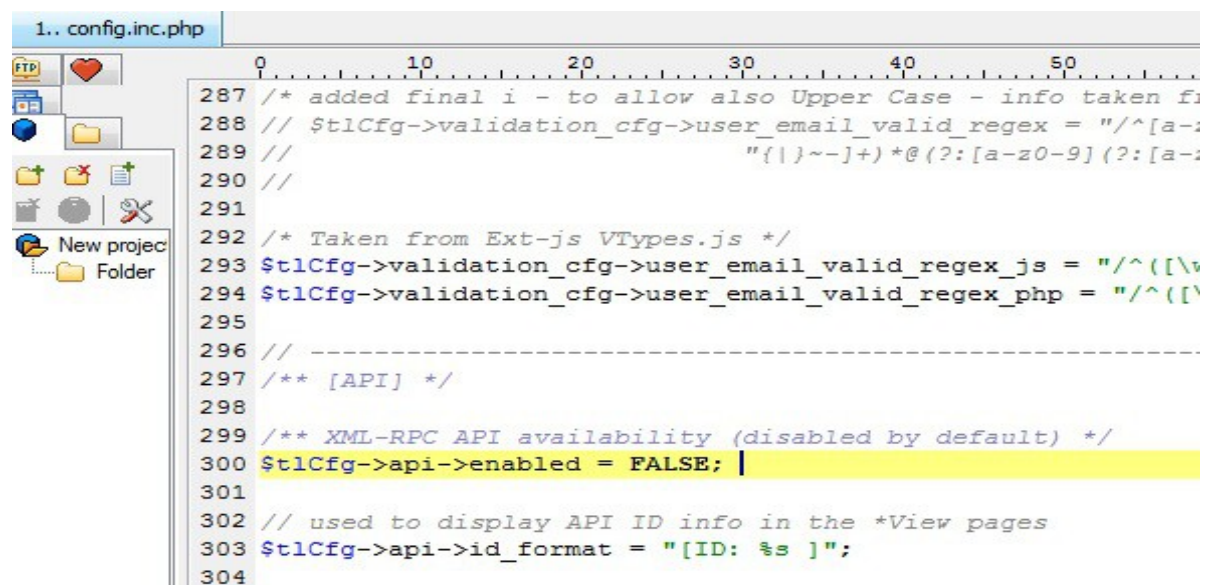 1.. config.inc.php
FTP
0 10 20 30 40 50
287 /* added final i - to allow also Upper Case - info taken
288 // $tlCfg->validation_cfg->user_email_valid_regex = "/^[a-
289 // "{|}~-]+)*@(?:[a-z0-9](?:[a-
290 //
291
292 /* Taken from Ext-js VTypes.js */
New project
293 $tlCfg->validation_cfg->user_email_valid_regex_js = "/^([\
Folder
294 $tlCfg->validation_cfg->user_email_valid_regex_php = "/^([
295
296 // -------------------------------------------------------
297 /** [API] */
298
299 /** XML-RPC API availability (disabled by default) */
300 $tlCfg->api->enabled = FALSE;
301
302 // used to display API ID info in the *View pages
303 $tlCfg->api->id_format = "[ID: %s ]";
304